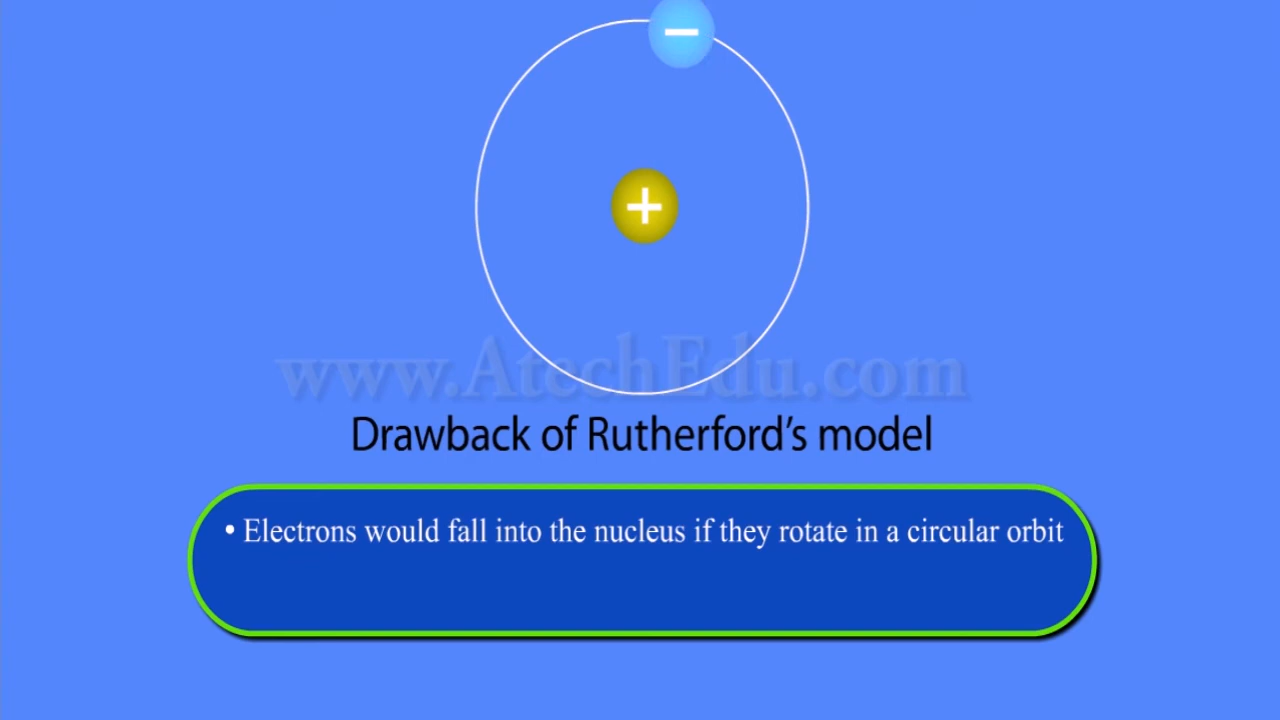 −
+
www.AtechEdu.com
Drawback of Rutherford's model
• Electrons would fall into the nucleus if they rotate in a circular orbit